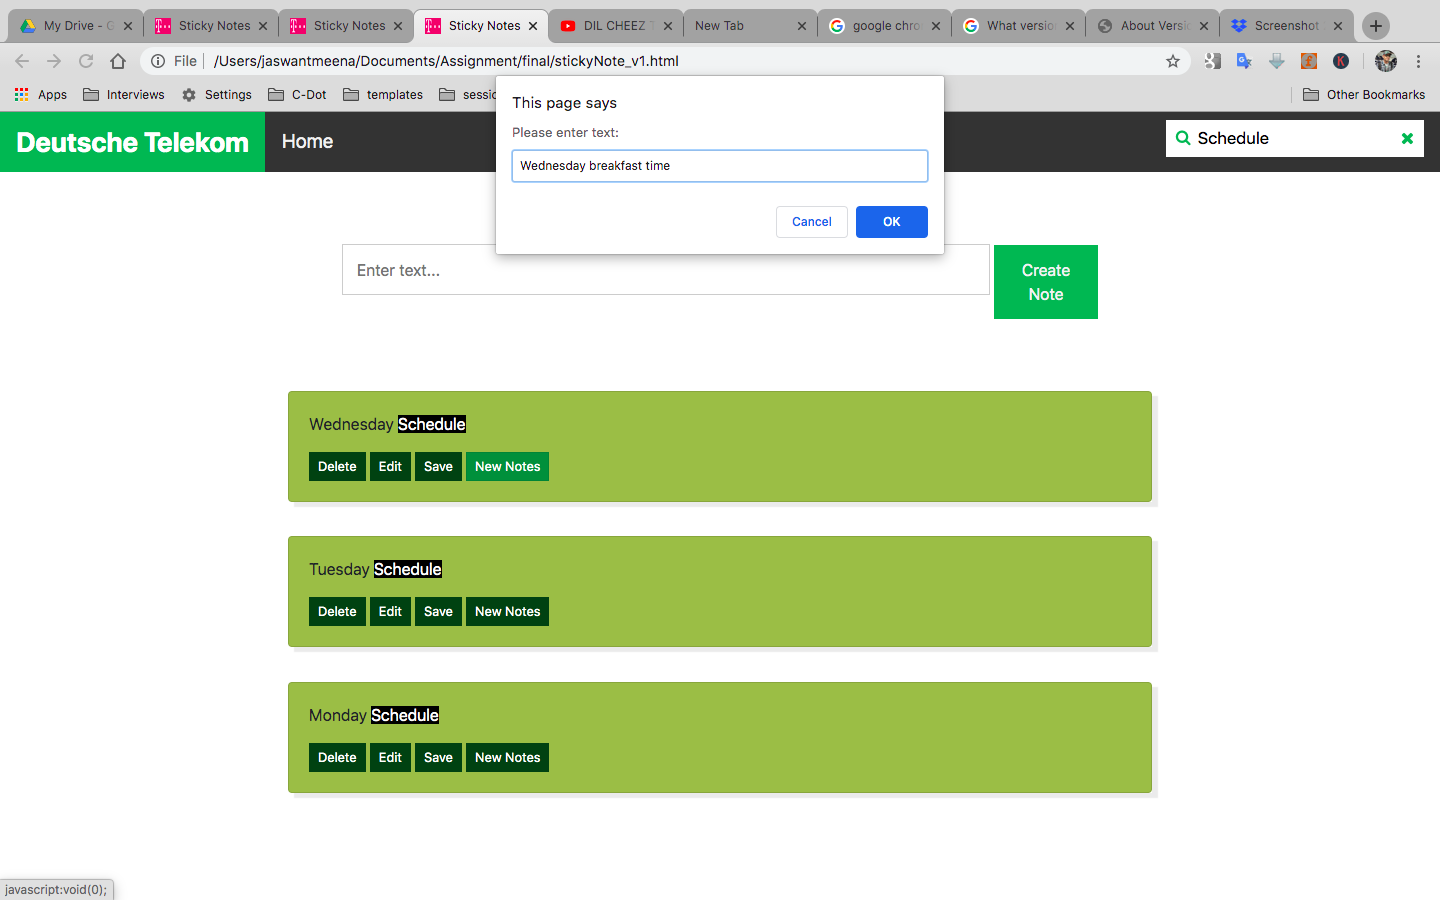 My Drive - G
Sticky Notes
Sticky Notes
Sticky Notes
DIL CHEEZ T
New Tab
google chro
What versio
About Versio
Screenshot
File /Users/jaswantmeena/Documents/Assignment/final/stickyNote_v1.html
Apps Interviews Settings C-Dot templates sessio Other Bookmarks
This page says
Please enter text:
Wednesday breakfast time
Cancel OK
Deutsche Telekom Home Schedule
Enter text...
Create
Note
Wednesday Schedule
Delete Edit Save New Notes
Tuesday Schedule
Delete Edit Save New Notes
Monday Schedule
Delete Edit Save New Notes
javascript:void(0);